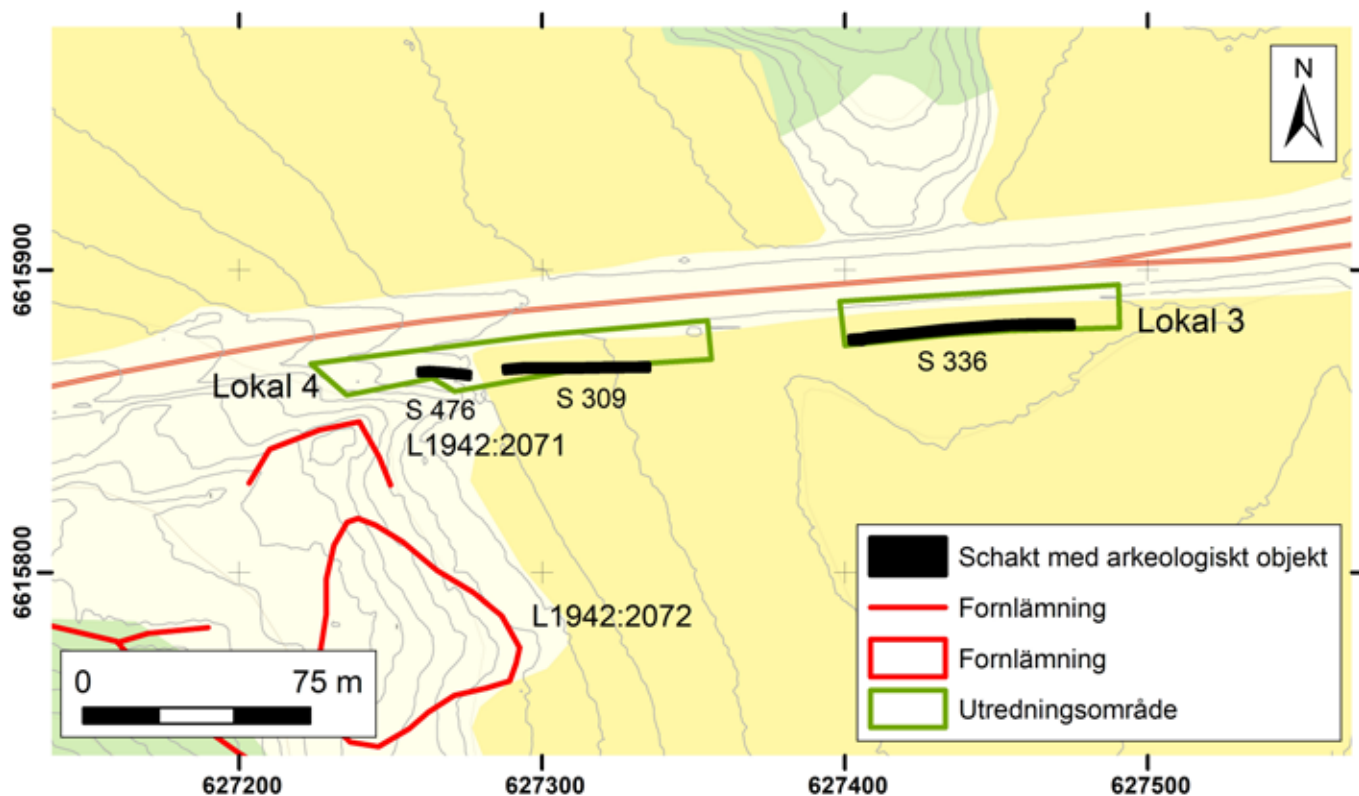 N
6615900
Lokal 3
Lokal 4
S 336
S 476
S 309
L1942:2071
Schakt med arkeologiskt objekt
6615800
Fornlämning
L1942:2072
Fornlämning
0 75 m
Utredningsområde
627200 627300 627400 627500